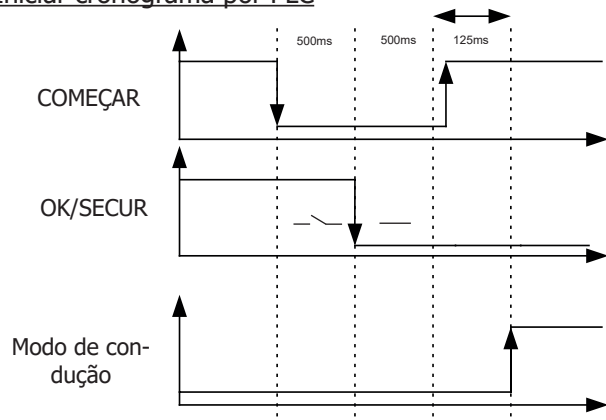 Iniciar cronograma por PLC
500ms
500ms
125ms
COMEÇAR
OK/SECUR
Modo de con-
dução